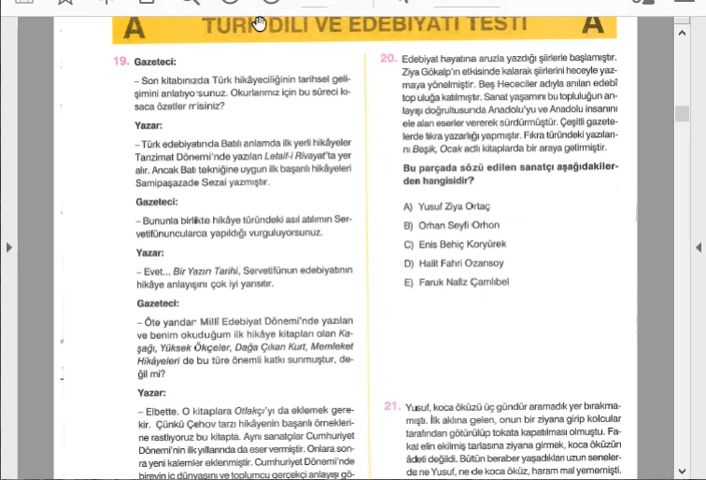 A TÜRK DİLİ VE EDEBİYATI TESTİ A
19. Gazeteci:
– Son kitabınızda Türk hikâyeciliğinin tarihsel geli-
şimini anlatıyorsunuz. Okurlarımız için bu süreci kı-
saca özetler misiniz?
Yazar:
– Türk edebiyatında Batılı anlamda ilk yerli hikâyeler
Tanzimat Dönemi'nde yazılan Letaif-i Rivayat'ta yer
alır. Ancak Batı tekniğine uygun ilk başarılı hikâyeleri
Samipaşazade Sezai yazmıştır.
Gazeteci:
– Bununla birlikte hikâye türündeki asıl atılımın Ser-
vetifünuncularca yapıldığı vurguluyorsunuz.
Yazar:
– Evet... Bir Yazın Tarihi, Servetifünun edebiyatının
hikâye anlayışını çok iyi yansıtır.
Gazeteci:
– Öte yandan Millî Edebiyat Dönemi'nde yazılan
ve benim okuduğum ilk hikâye kitapları olan Ka-
şağı, Yüksek Ökçeler, Dağa Çıkan Kurt, Memleket
Hikâyeleri de bu türe önemli katkı sunmuştur, de-
ğil mi?
Yazar:
– Elbette. O kitaplara Otlakçı'yı da eklemek gere-
kir. Çünkü Çehov tarzı hikâyenin başarılı örnekleri-
ne rastlıyoruz bu kitapta. Aynı sanatçılar Cumhuriyet
Dönemi'nin ilk yıllarında da eser vermiştir. Onlara son-
ra yeni kalemler eklenmiştir. Cumhuriyet Dönemi'nde
bireyin iç dünyasını ve toplumcu gerçekçi anlayışı gö-
20. Edebiyat hayatına aruzla yazdığı şiirlerle başlamıştır.
Ziya Gökalp'ın etkisinde kalarak şiirlerini heceyle yaz-
maya yönelmiştir. Beş Hececiler adıyla anılan edebî
topluluğa katılmıştır. Sanat yaşamını bu topluluğun an-
layışı doğrultusunda Anadolu'yu ve Anadolu insanını
ele alan eserler vererek sürdürmüştür. Çeşitli gazete-
lerde fıkra yazarlığı yapmıştır. Fıkra türündeki yazıları-
nı Beşik, Ocak adlı kitaplarda bir araya getirmiştir.
Bu parçada sözü edilen sanatçı aşağıdakiler-
den hangisidir?
A) Yusuf Ziya Ortaç
B) Orhan Seyfi Orhon
C) Enis Behiç Koryürek
D) Halit Fahri Ozansoy
E) Faruk Nafiz Çamlıbel
21. Yusuf, koca öküzü üç gündür aramadık yer bırakma-
mıştı. İlk aklına gelen, onun bir ziyana girip kolcular
tarafından götürülüp tokata kapatılması olmuştu. Fa-
kat elin ekilmiş tarlasına ziyana girmek, koca öküzün
âdeti değildi. Bütün beraber yaşadıkları uzun seneler-
de ne Yusuf, ne de koca öküz, haram mal yememişti.